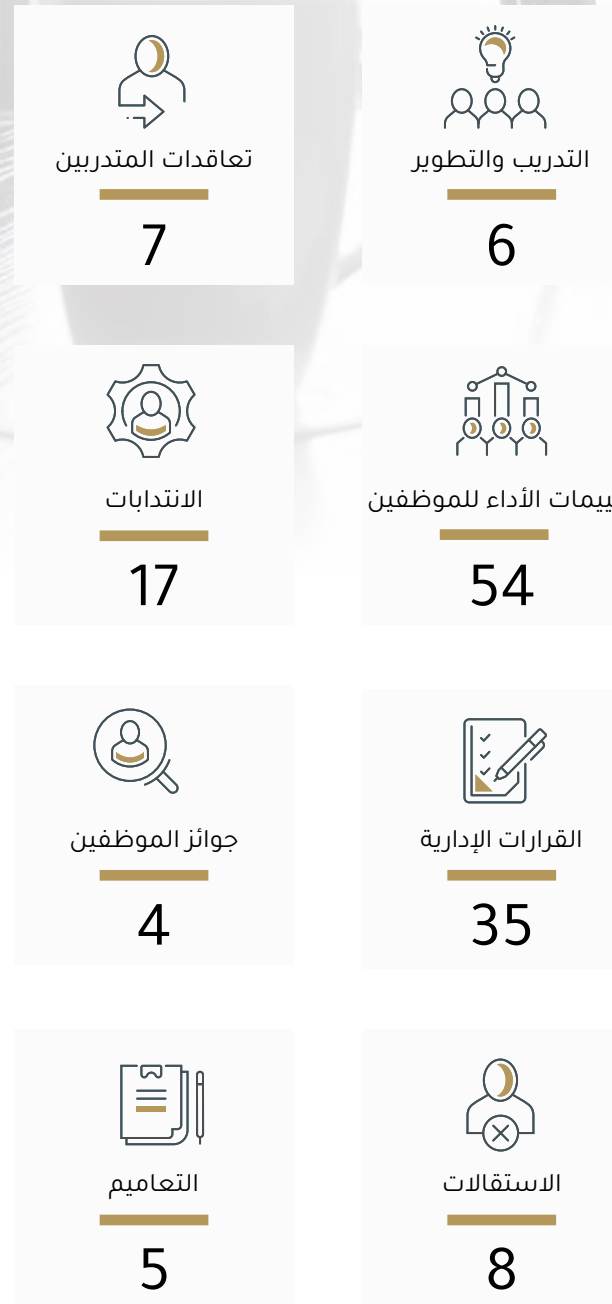 التدريب والتطوير
6
تعاقدات المتدربين
7
الأداء للموظفين
54
الانتدابات
17
القرارات الإدارية
35
جوائز الموظفين
4
الاستقالات
8
التعاميم
5